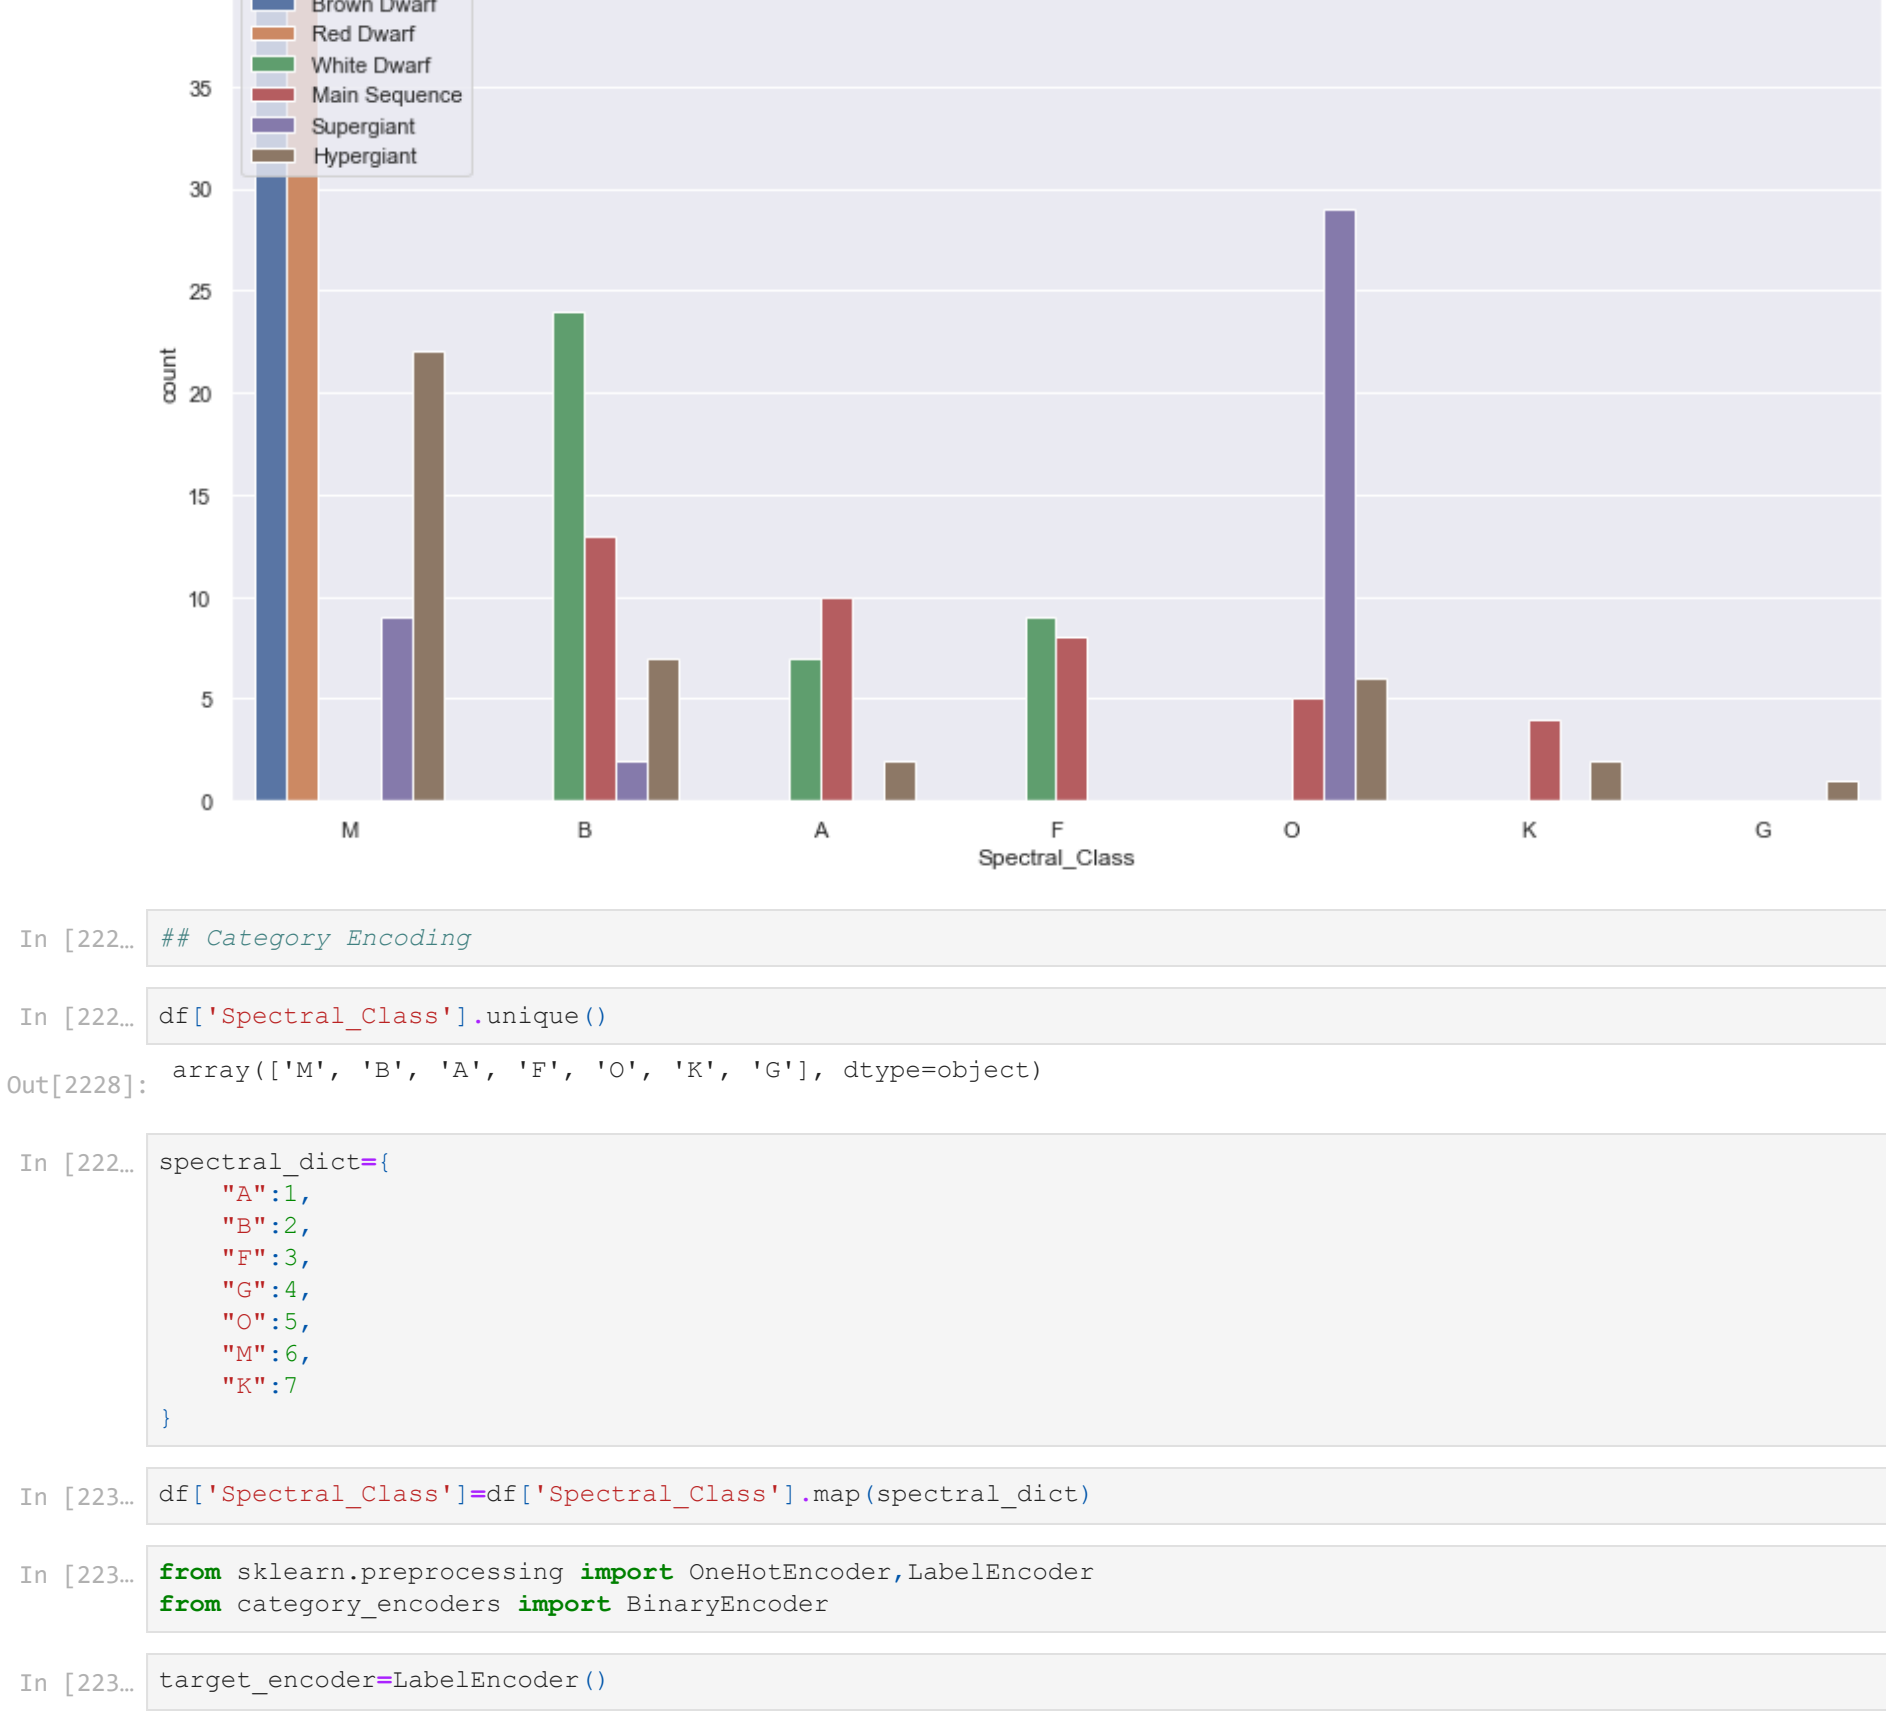 Brown Dwarf
Red Dwarf
White Dwarf
Main Sequence
Supergiant
Hypergiant
35
30
25
20
15
10
5
0
count
M B A F O K G
Spectral_Class
In [222… ## Category Encoding
In [222… df['Spectral_Class'].unique()
Out[2228]: array(['M', 'B', 'A', 'F', 'O', 'K', 'G'], dtype=object)
In [222… spectral_dict={
    "A":1,
    "B":2,
    "F":3,
    "G":4,
    "O":5,
    "M":6,
    "K":7
}
In [223… df['Spectral_Class']=df['Spectral_Class'].map(spectral_dict)
In [223… from sklearn.preprocessing import OneHotEncoder,LabelEncoder
from category_encoders import BinaryEncoder
In [223… target_encoder=LabelEncoder()